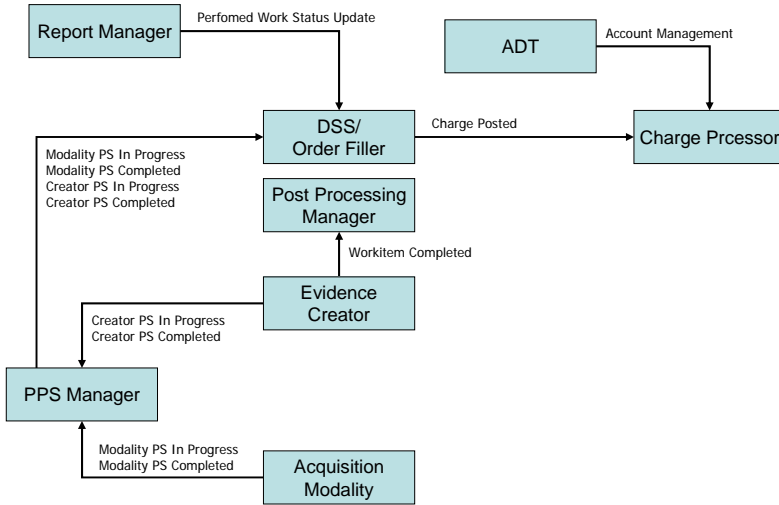 Report Manager
Perfomed Work Status Update
ADT
Account Management
DSS/
Order Filler
Charge Posted
Charge Prcessor
Modality PS In Progress
Modality PS Completed
Creator PS In Progress
Creator PS Completed
Post Processing
Manager
Workitem Completed
Evidence
Creator
Creator PS In Progress
Creator PS Completed
PPS Manager
Modality PS In Progress
Modality PS Completed
Acquisition
Modality